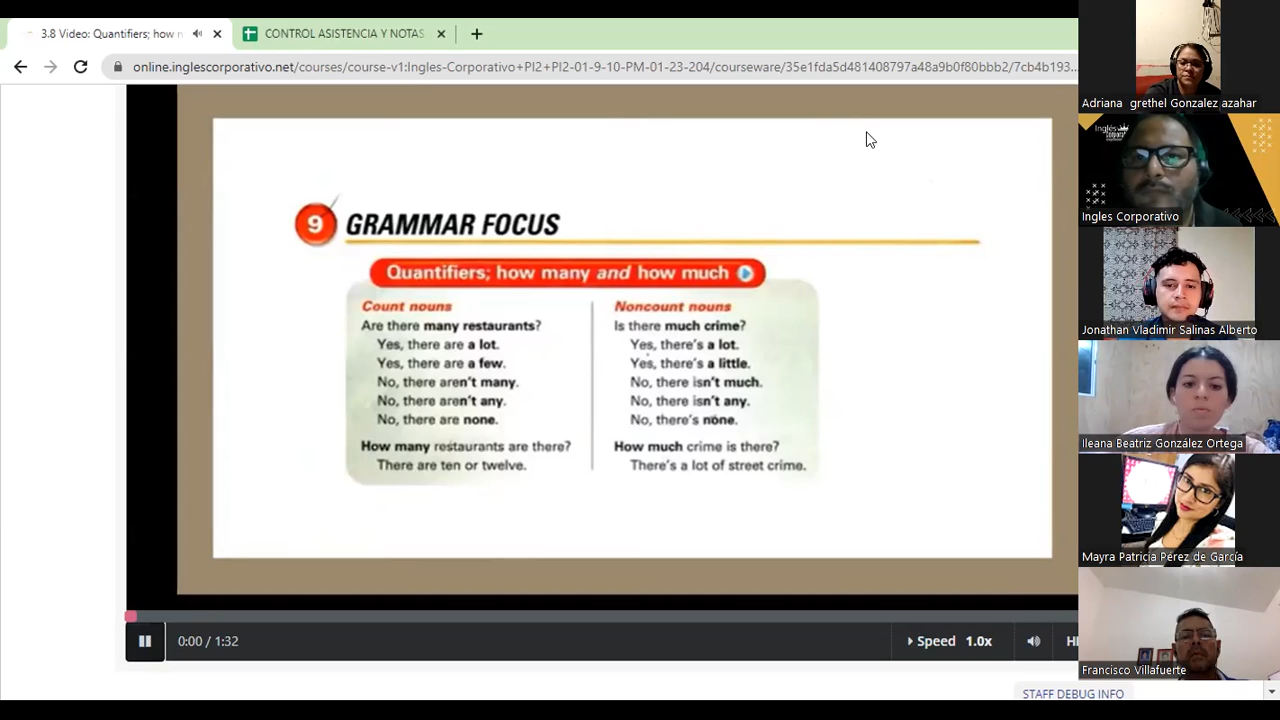 3.8 Video: Quantifiers; how n
CONTROL ASISTENCIA Y NOTAS
online.inglescorporativo.net/courses/course-v1:Ingles-Corporativo+PI2+PI2-01-9-10-PM-01-23-204/courseware/35e1fda5d481408797a48a9b0f80bbb2/7cb4b193...
9 GRAMMAR FOCUS
Quantifiers; how many and how much
Count nouns
Are there many restaurants?
Yes, there are a lot.
Yes, there are a few.
No, there aren't many.
No, there aren't any.
No, there are none.
How many restaurants are there?
There are ten or twelve.
Noncount nouns
Is there much crime?
Yes, there's a lot.
Yes, there's a little.
No, there isn't much.
No, there isn't any.
No, there's none.
How much crime is there?
There's a lot of street crime.
0:00 / 1:32
Speed 1.0x
STAFF DEBUG INFO
Adriana grethel Gonzalez azahar
Inglés
Ingles Corporativo
Jonathan Vladimir Salinas Alberto
Ileana Beatriz González Ortega
Mayra Patricia Pérez de García
Francisco Villafuerte